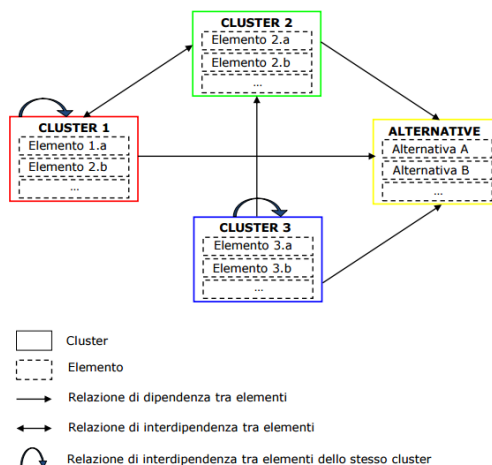 CLUSTER 2
Elemento 2.a
Elemento 2.b
...
CLUSTER 1
Elemento 1.a
Elemento 2.b
...
ALTERNATIVE
Alternativa A
Alternativa B
...
CLUSTER 3
Elemento 3.a
Elemento 3.b
...
Cluster
Elemento
Relazione di dipendenza tra elementi
Relazione di interdipendenza tra elementi
Relazione di interdipendenza tra elementi dello stesso cluster